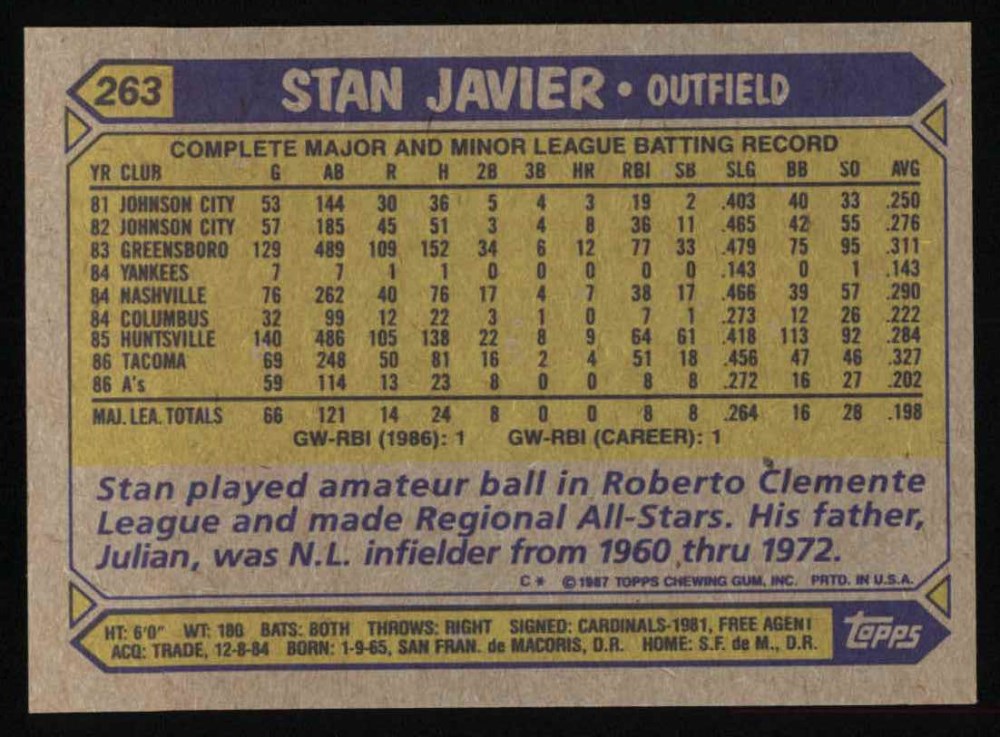 263 STAN JAVIER • OUTFIELD
COMPLETE MAJOR AND MINOR LEAGUE BATTING RECORD
YR CLUB G AB R H 2B 3B HR RBI SB SLG BB SO AVG
81 JOHNSON CITY 53 144 30 36 5 4 3 19 2 .403 40 33 .250
82 JOHNSON CITY 57 185 45 51 3 4 8 36 11 .465 42 55 .276
83 GREENSBORO 129 489 109 152 34 6 12 77 33 .479 75 95 .311
84 YANKEES 7 7 1 1 0 0 0 0 0 .143 0 1 .143
84 NASHVILLE 76 262 40 76 17 4 7 38 17 .466 39 57 .290
84 COLUMBUS 32 99 12 22 3 1 0 7 1 .273 12 26 .222
85 HUNTSVILLE 140 486 105 138 22 8 9 64 61 .418 113 92 .284
86 TACOMA 69 248 50 81 16 2 4 51 18 .456 47 46 .327
86 A's 59 114 13 23 8 0 0 8 8 .272 16 27 .202
MAJ. LEA. TOTALS 66 121 14 24 8 0 0 8 8 .264 16 28 .198
GW-RBI (1986): 1 GW-RBI (CAREER): 1
Stan played amateur ball in Roberto Clemente
League and made Regional All-Stars. His father,
Julian, was N.L. infielder from 1960 thru 1972.
C* ©1987 TOPPS CHEWING GUM, INC. PRTD. IN U.S.A.
HT: 6'0" WT: 180 BATS: BOTH THROWS: RIGHT SIGNED: CARDINALS-1981, FREE AGENT
ACQ: TRADE, 12-8-84 BORN: 1-9-65, SAN FRAN. de MACORIS, D.R. HOME: S.F. de M., D.R.
topps